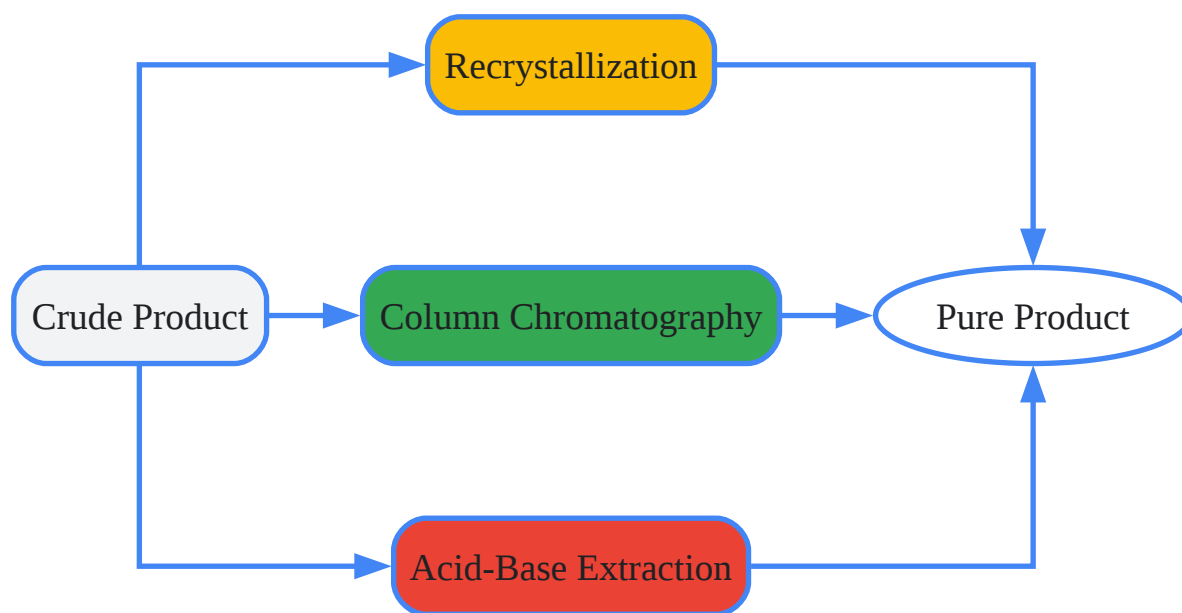 Recrystallization
Crude Product
Column Chromatography
Pure Product
Acid-Base Extraction